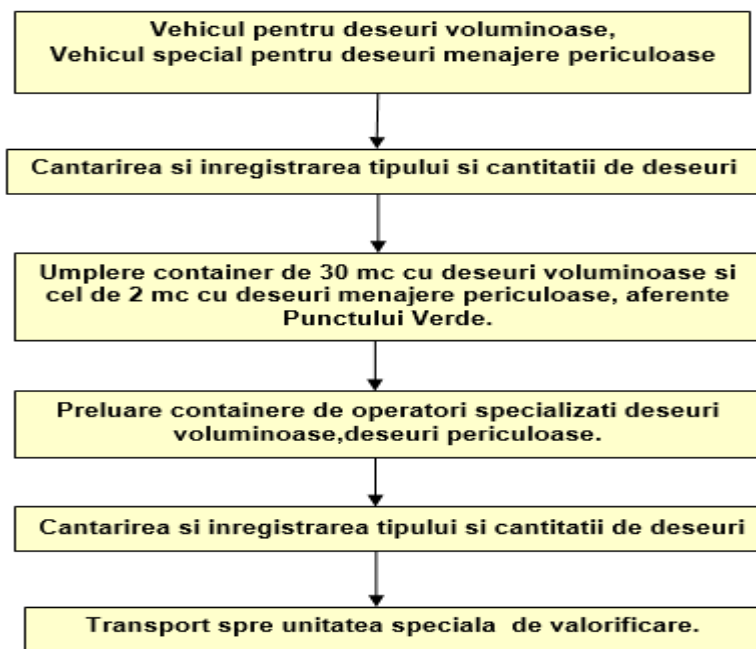 Vehicul pentru deseuri voluminoase,
Vehicul special pentru deseuri menajere periculoase
Cantarirea si inregistrarea tipului si cantitatii de deseuri
Umplere container de 30 mc cu deseuri voluminoase si
cel de 2 mc cu deseuri menajere periculoase, aferente
Punctului Verde.
Preluare containere de operatori specializati deseuri
voluminoase,deseuri periculoase.
Cantarirea si inregistrarea tipului si cantitatii de deseuri
Transport spre unitatea speciala  de valorificare.